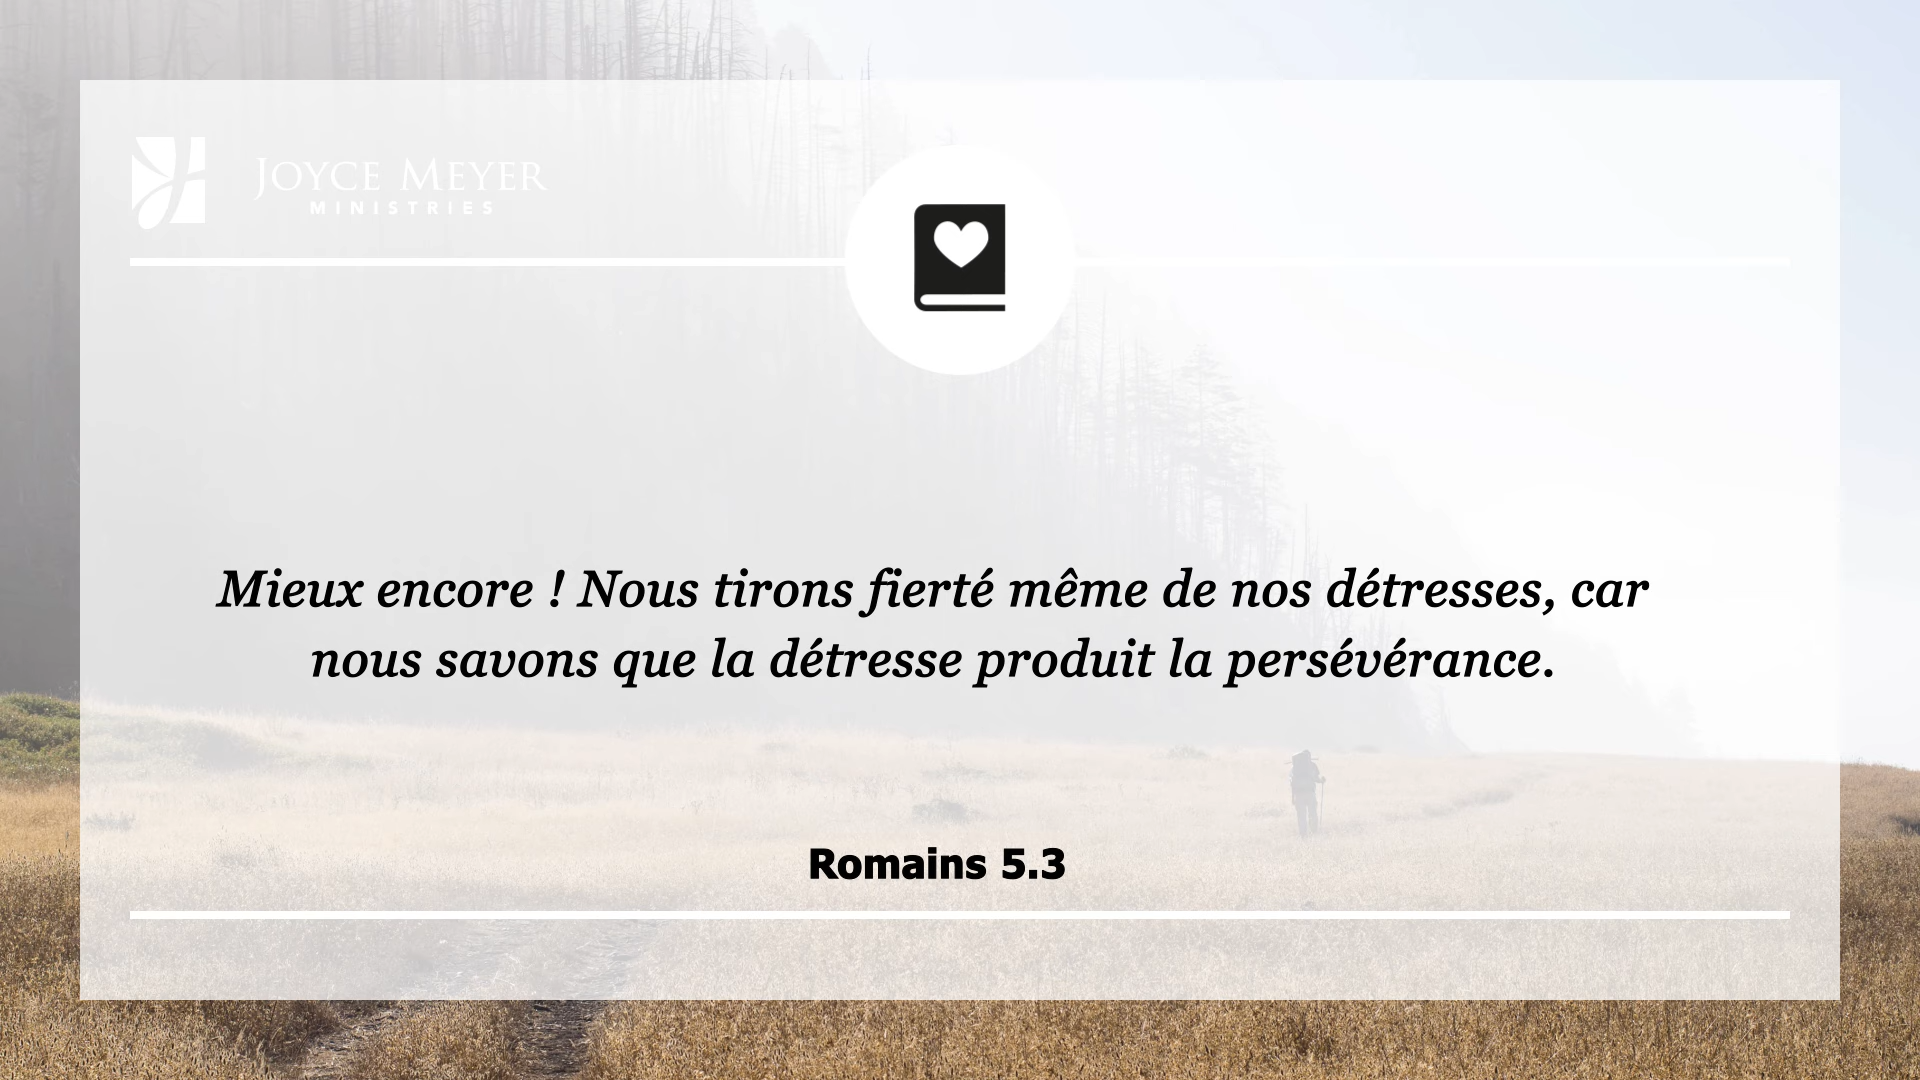 JOYCE MEYER
MINISTRIES
Mieux encore ! Nous tirons fierté même de nos détresses, car
nous savons que la détresse produit la persévérance.
Romains 5.3